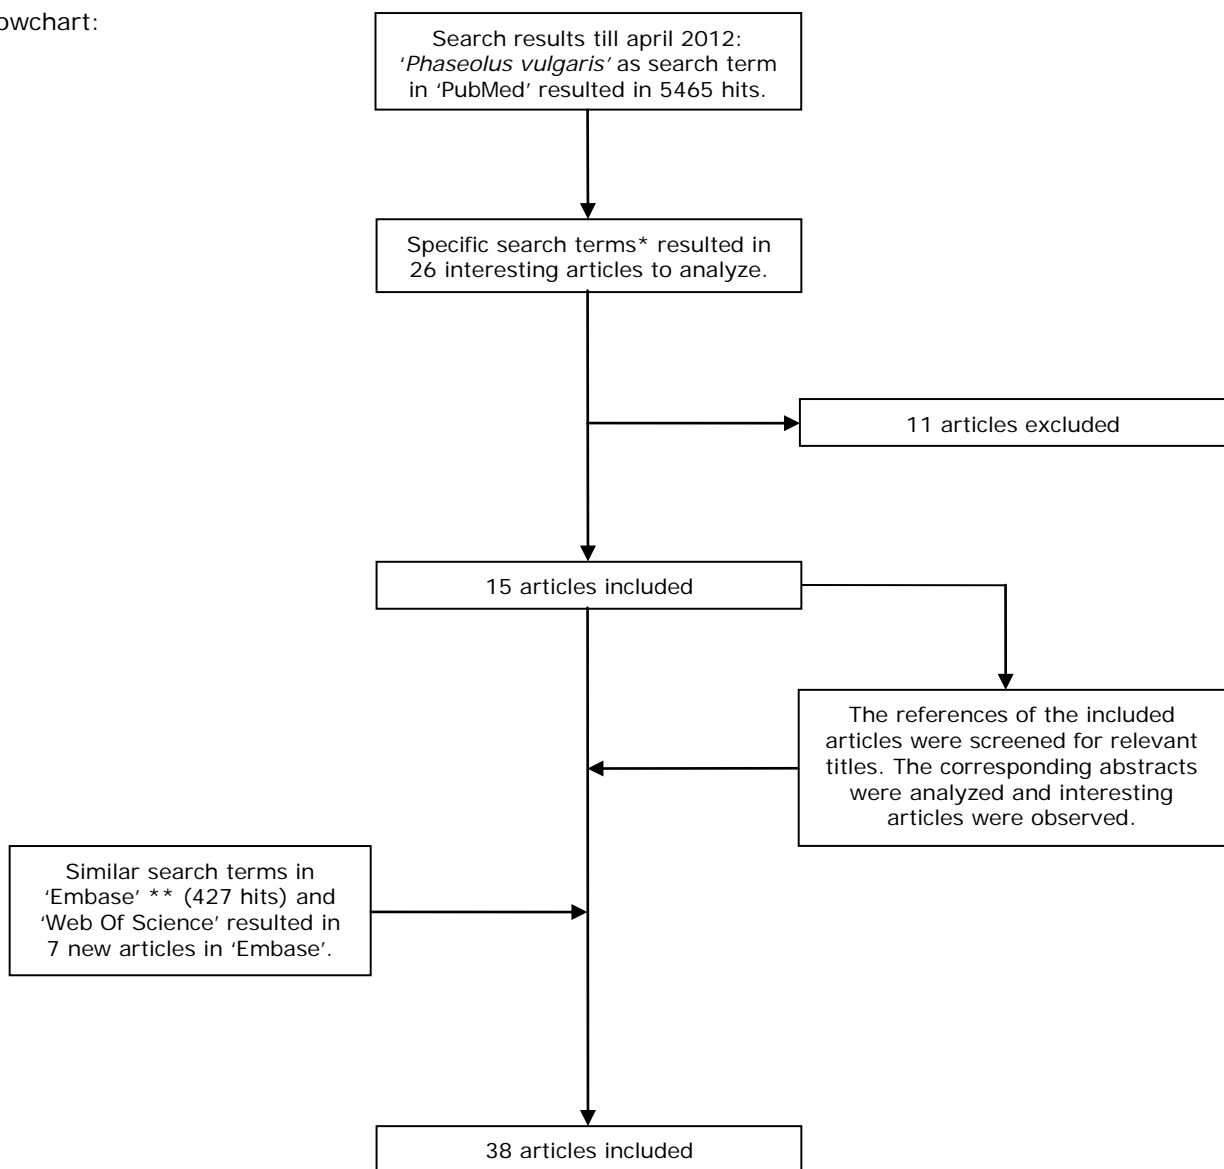 owchart:
Search results till april 2012:
‘Phaseolus vulgaris’ as search term
in ‘PubMed’ resulted in 5465 hits.
Specific search terms* resulted in
26 interesting articles to analyze.
11 articles excluded
15 articles included
The references of the included
articles were screened for relevant
titles. The corresponding abstracts
were analyzed and interesting
articles were observed.
Similar search terms in
‘Embase’ ** (427 hits) and
‘Web Of Science’ resulted in
7 new articles in ‘Embase’.
38 articles included